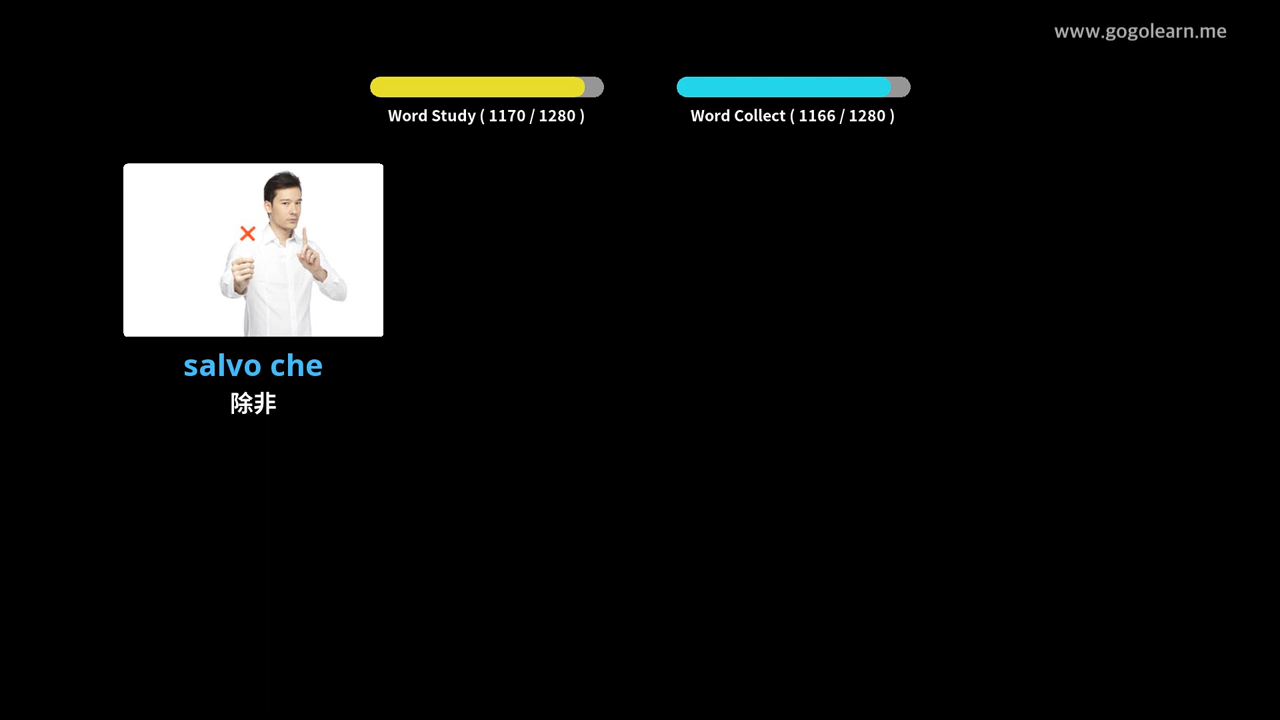 www.gogolearn.me
Word Study ( 1170 / 1280 )
Word Collect ( 1166 / 1280 )
salvo che
除非